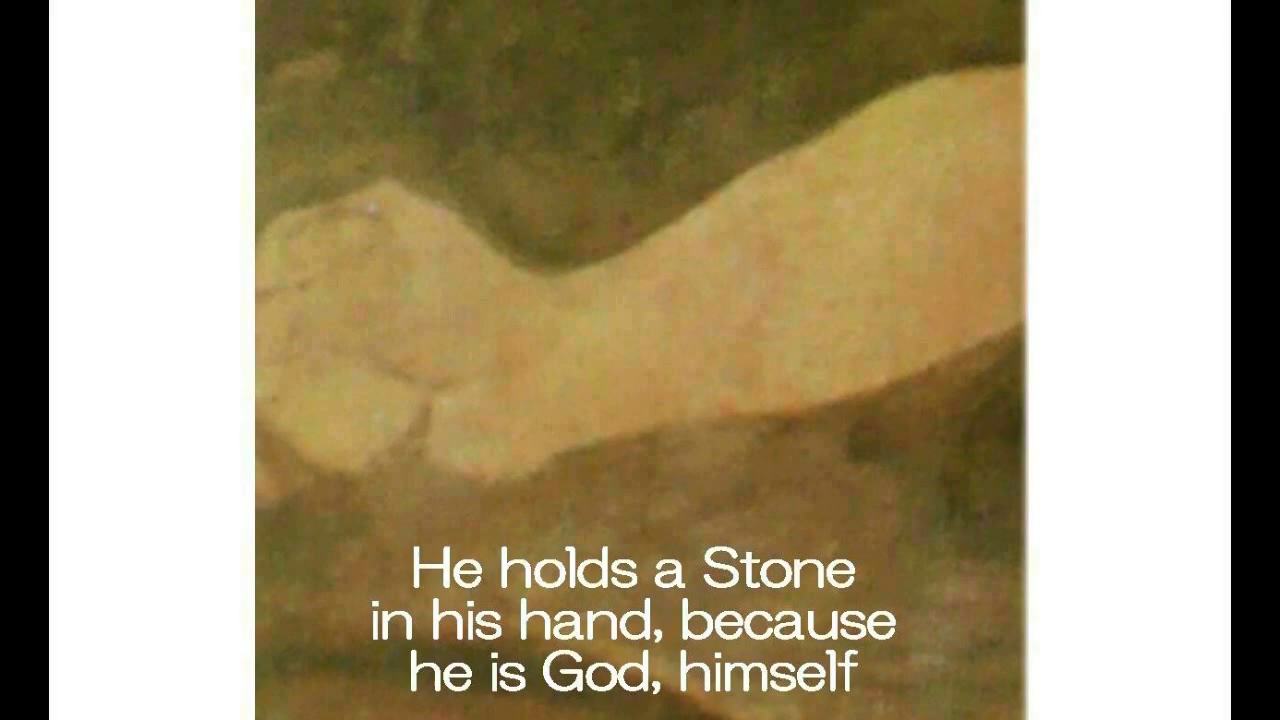 He holds a Stone
in his hand, because
he is God, himself